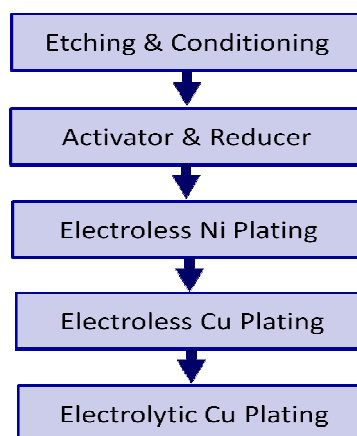 Etching & Conditioning
Activator & Reducer
Electroless Ni Plating
Electroless Cu Plating
Electrolytic Cu Plating